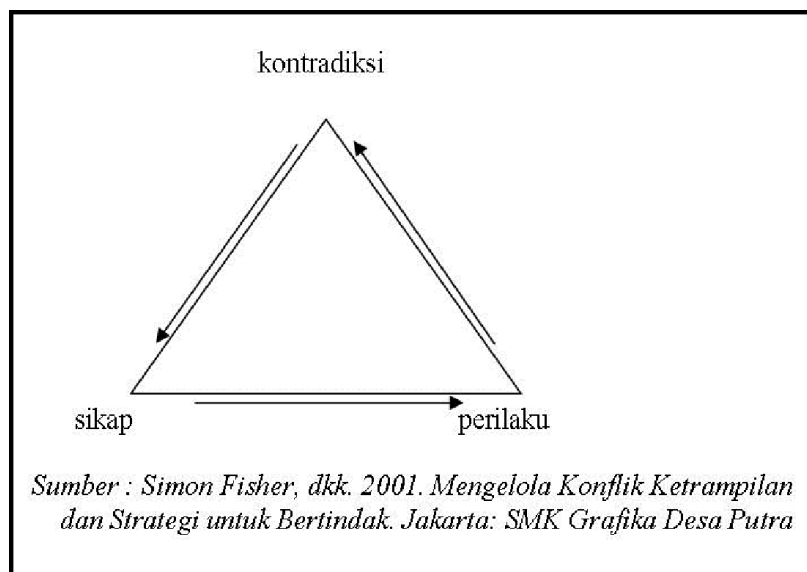 kontradiksi
sikap
perilaku
Sumber : Simon Fisher, dkk. 2001. Mengelola Konflik Ketrampilan
dan Strategi untuk Bertindak. Jakarta: SMK Grafika Desa Putra